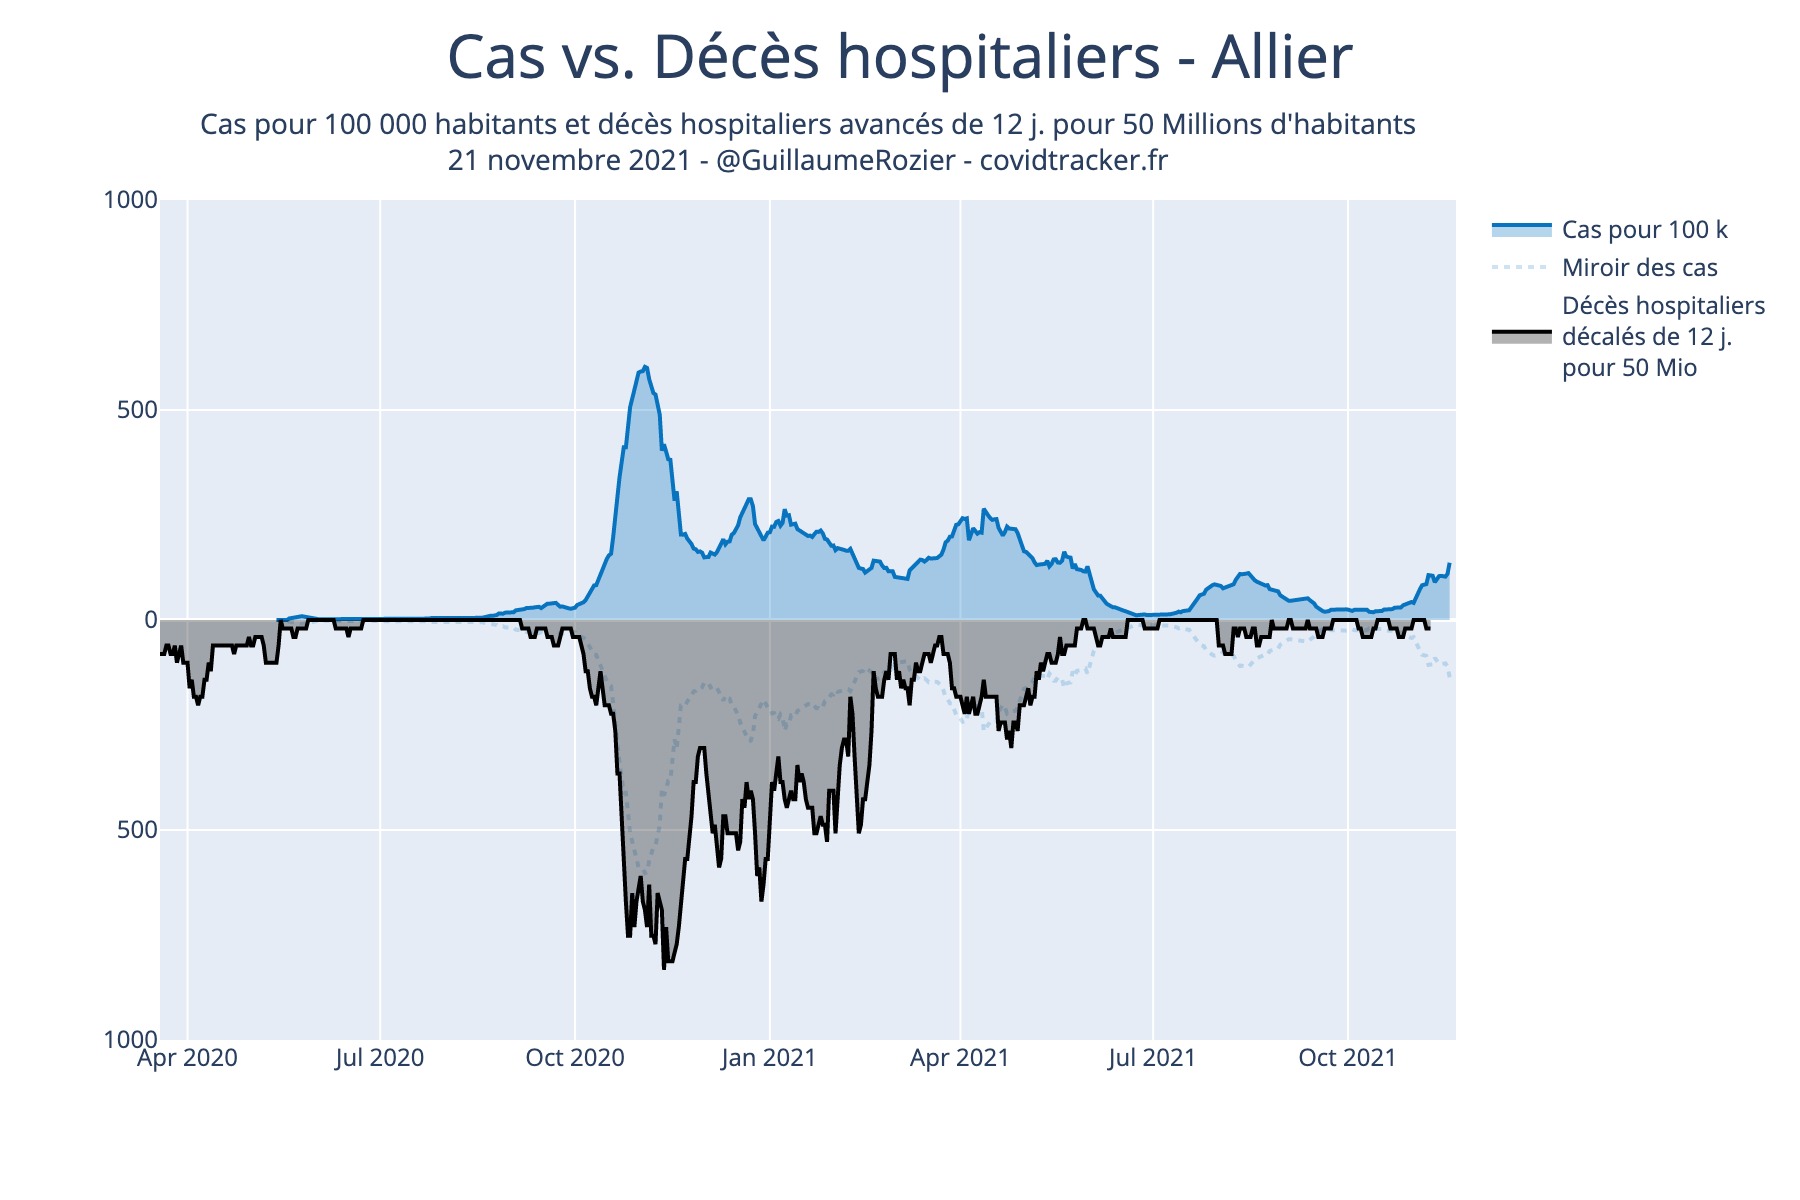 Cas vs. Décès hospitaliers - Allier
Cas pour 100 000 habitants et décès hospitaliers avancés de 12 j. pour 50 Millions d'habitants
21 novembre 2021 - @GuillaumeRozier - covidtracker.fr
1000
500
0
500
1000
Apr 2020
Jul 2020
Oct 2020
Jan 2021
Apr 2021
Jul 2021
Oct 2021
Cas pour 100 k
Miroir des cas
Décès hospitaliers
décalés de 12 j.
pour 50 Mio